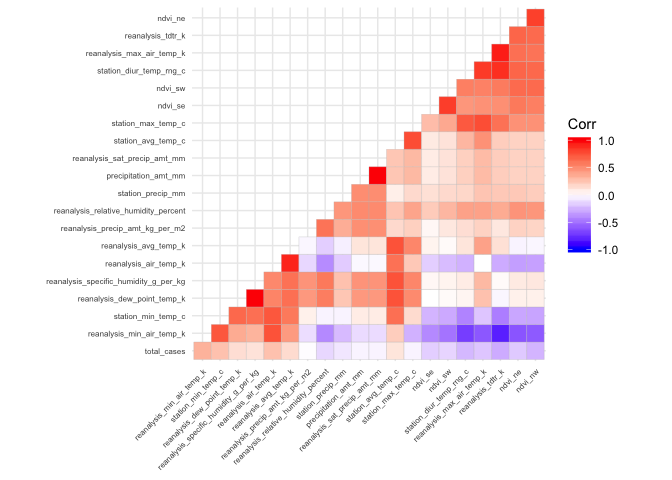 ndvi_ne
reanalysis_tdtr_k
reanalysis_max_air_temp_k
station_diur_temp_rng_c
ndvi_sw
ndvi_se
station_max_temp_c
station_avg_temp_c
reanalysis_sat_precip_amt_mm
precipitation_amt_mm
station_precip_mm
reanalysis_relative_humidity_percent
reanalysis_precip_amt_kg_per_m2
reanalysis_avg_temp_k
reanalysis_air_temp_k
reanalysis_specific_humidity_g_per_kg
reanalysis_dew_point_temp_k
station_min_temp_c
reanalysis_min_air_temp_k
total_cases
reanalysis_min_air_temp_k
station_min_temp_c
reanalysis_dew_point_temp_k
reanalysis_specific_humidity_g_per_kg
reanalysis_air_temp_k
reanalysis_avg_temp_k
reanalysis_precip_amt_kg_per_m2
reanalysis_relative_humidity_percent
station_precip_mm
precipitation_amt_mm
reanalysis_sat_precip_amt_mm
station_avg_temp_c
station_max_temp_c
ndvi_se
ndvi_sw
station_diur_temp_rng_c
reanalysis_max_air_temp_k
reanalysis_tdtr_k
ndvi_ne
ndvi_nw
Corr
1.0
0.5
0.0
-0.5
-1.0